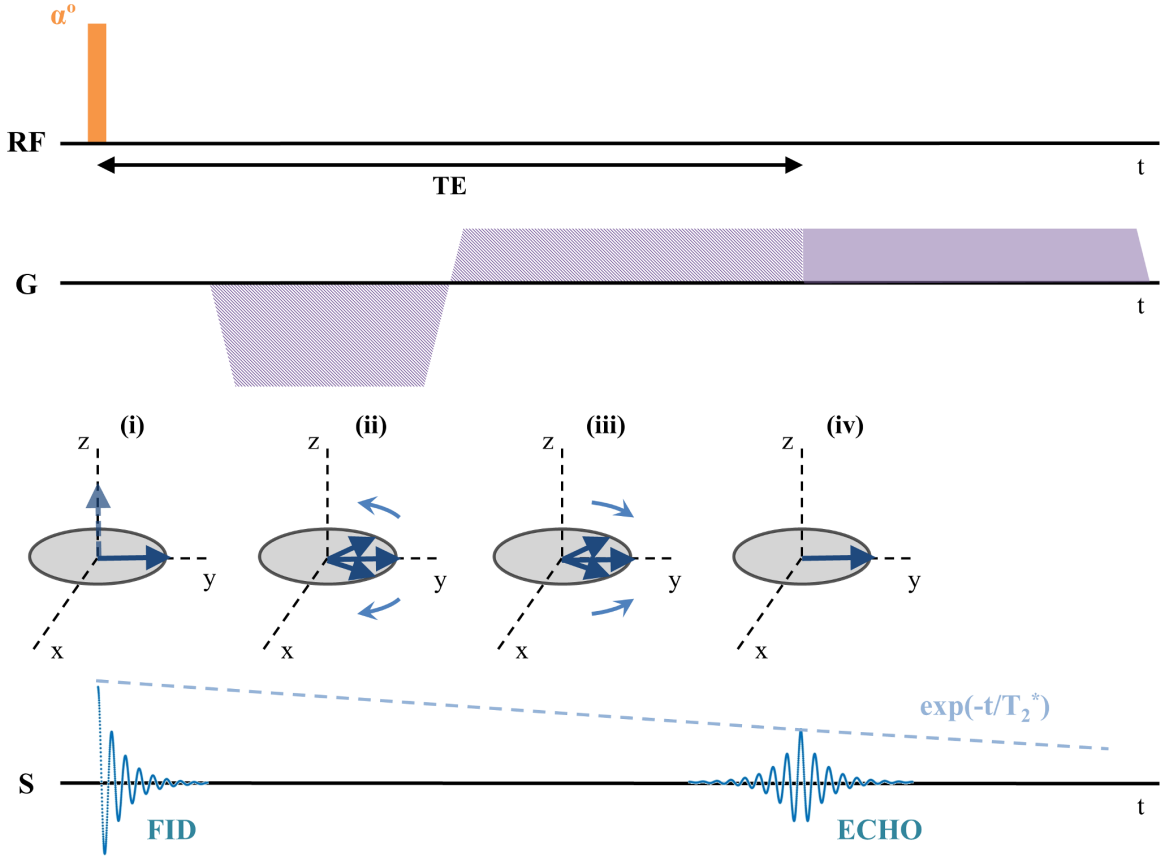 αº
RF
t
TE
G
t
(i)
(ii)
(iii)
(iv)
z
z
z
z
y
y
y
y
x
x
x
x
exp(-t/T₂*)
S
t
FID
ECHO